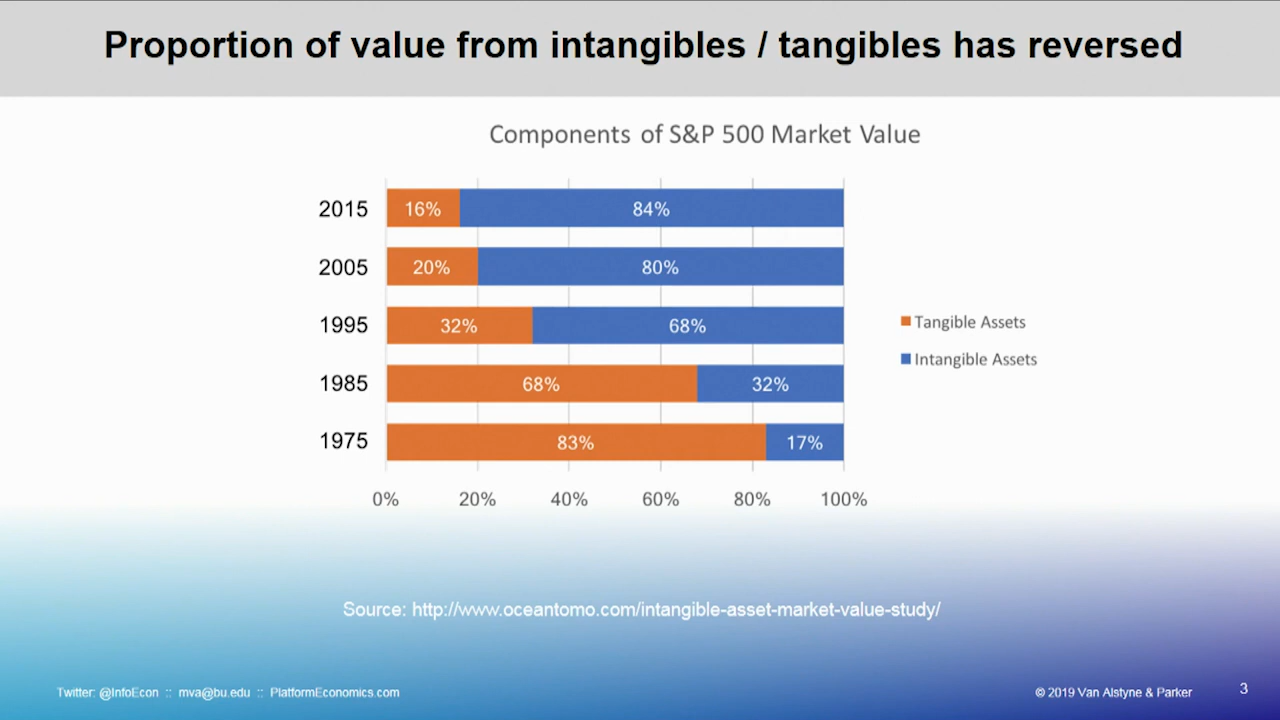 Proportion of value from intangibles / tangibles has reversed
Components of S&P 500 Market Value
2015 16% 84%
2005 20% 80%
1995 32% 68%
1985 68% 32%
1975 83% 17%
0% 20% 40% 60% 80% 100%
Tangible Assets
Intangible Assets
Source: http://www.oceantomo.com/intangible-asset-market-value-study/
Twitter: @InfoEcon :: mva@bu.edu :: PlatformEconomics.com
© 2019 Van Alstyne & Parker 3